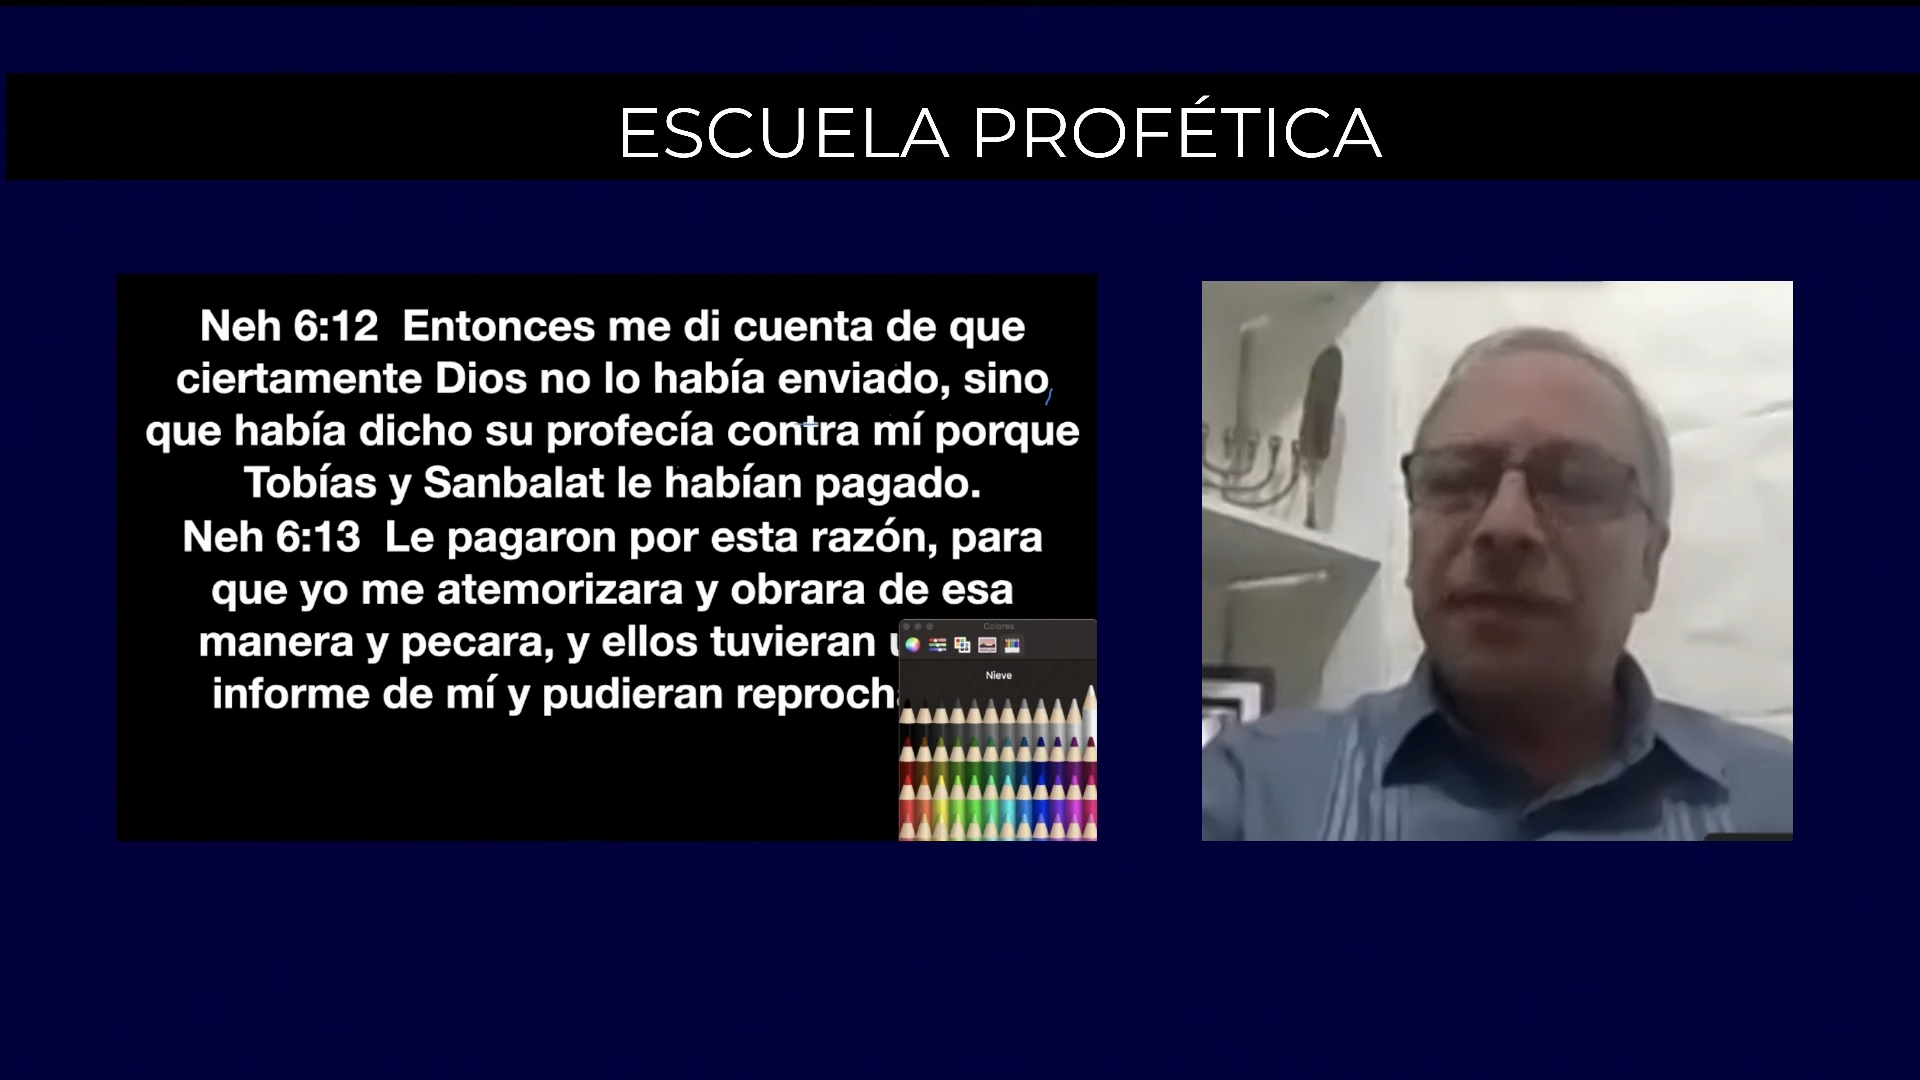 ESCUELA PROFÉTICA
Neh 6:12 Entonces me di cuenta de que
ciertamente Dios no lo había enviado, sino
que había dicho su profecía contra mí porque
Tobías y Sanbalat le habían pagado.
Neh 6:13 Le pagaron por esta razón, para
que yo me atemorizara y obrara de esa
manera y pecara, y ellos tuvieran
informe de mí y pudieran
Colores
Nieve